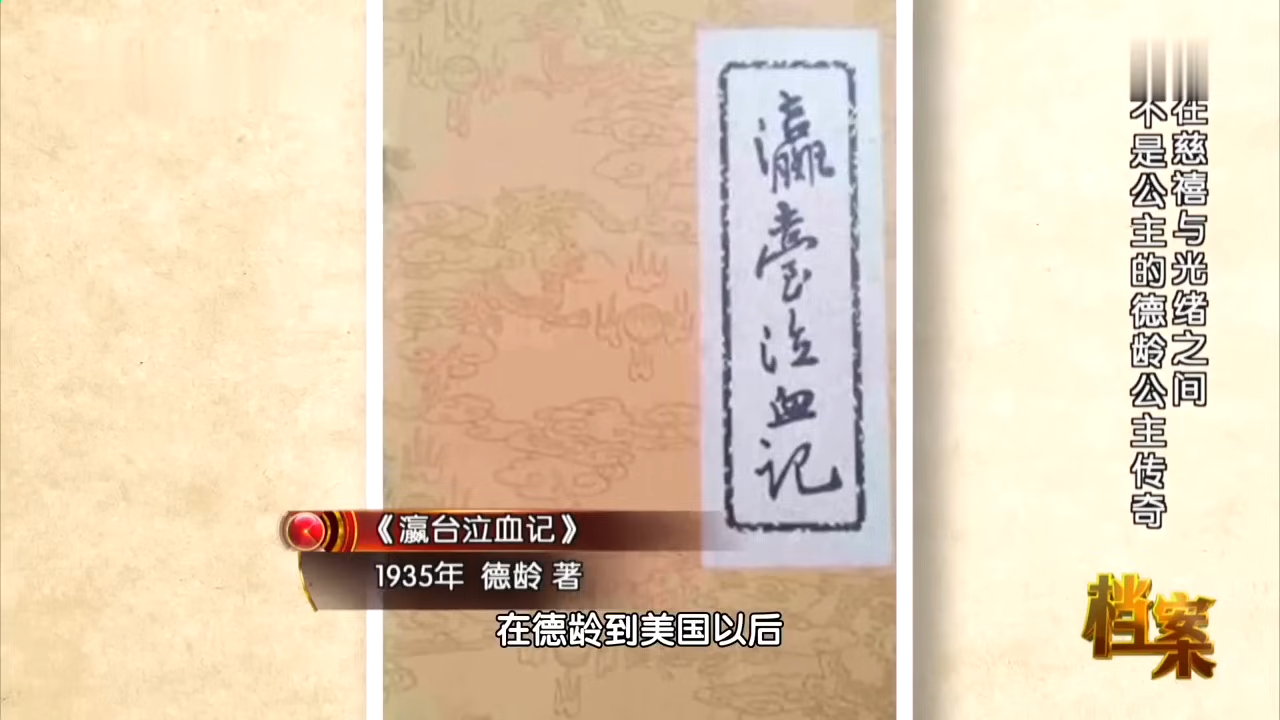 瀛臺泣血记
《瀛台泣血记》
1935年 德龄 著
在德龄到美国以后
在慈禧与光绪之间
不是公主的德龄公主传奇
档案